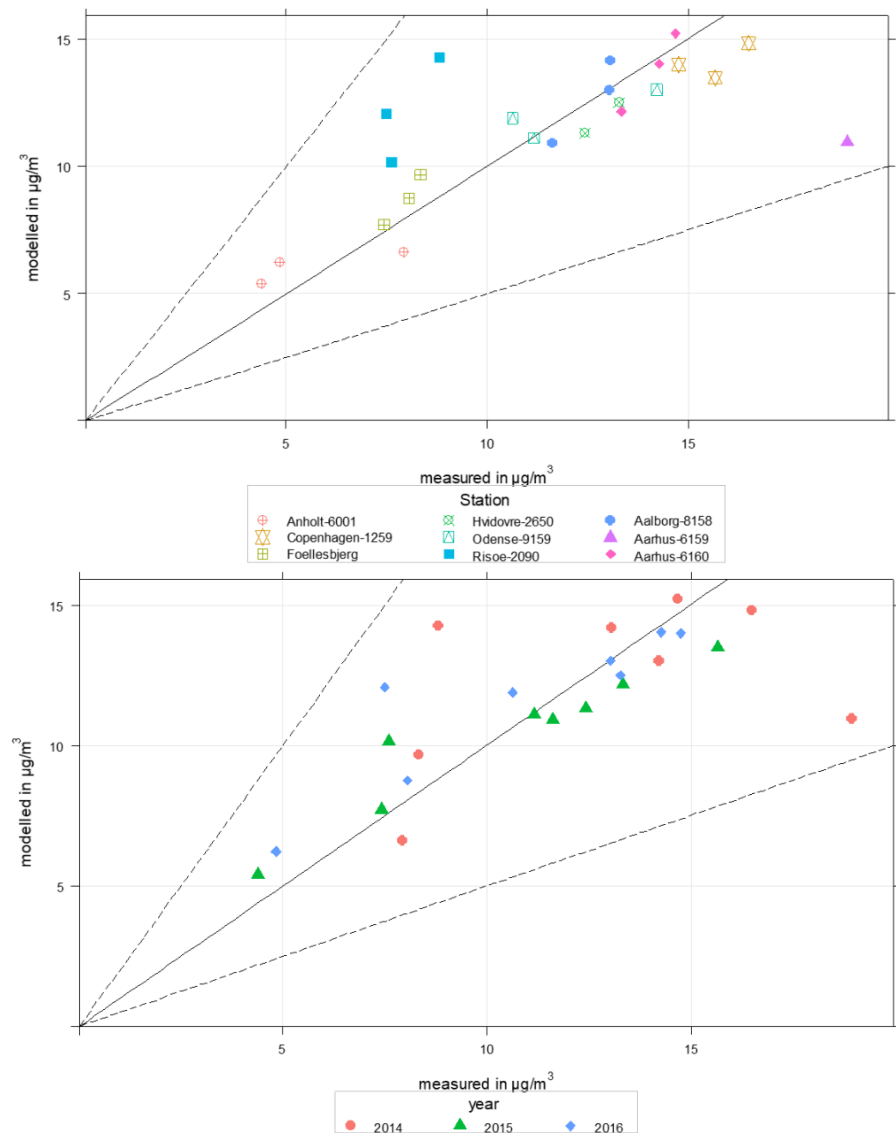 15
10
5
modelled in µg/m³
5 10 15
measured in µg/m³
Station
Anholt-6001 Hvidovre-2650 Aalborg-8158
Copenhagen-1259 Odense-9159 Aarhus-6159
Foellesbjerg Risoe-2090 Aarhus-6160
15
10
5
modelled in µg/m³
5 10 15
measured in µg/m³
year
2014 2015 2016